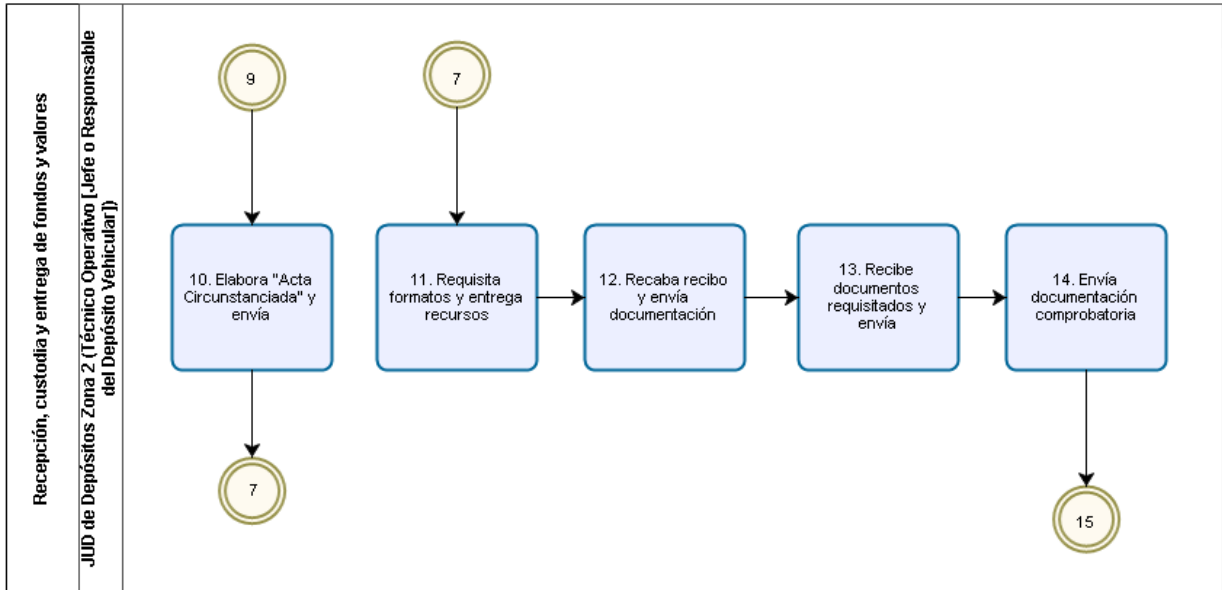 Recepción, custodia y entrega de fondos y valores
JUD de Depósitos Zona 2 (Técnico Operativo [Jefe o Responsable
del Depósito Vehicular])
9
7
10. Elabora "Acta
Circunstanciada" y
envía
11. Requisita
formatos y entrega
recursos
12. Recaba recibo
y envía
documentación
13. Recibe
documentos
requisitados y
envía
14. Envía
documentación
comprobatoria
7
15